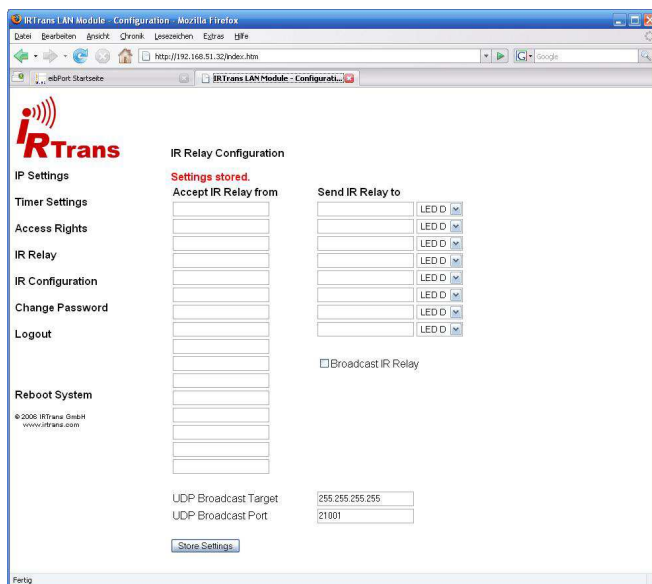 IRTrans LAN Module - Configuration - Mozilla Firefox
Datei Bearbeiten Ansicht Chronik Lesezeichen Extras Hilfe
http://192.168.51.32/index.htm
Google
eibPort Startseite
IRTrans LAN Module - Configurati...
IRTrans
IR Relay Configuration
IP Settings
Settings stored.
Accept IR Relay from Send IR Relay to
Timer Settings
LED D
Access Rights
LED D
LED D
IR Relay
LED D
IR Configuration
LED D
LED D
Change Password
LED D
Logout
LED D
Broadcast IR Relay
Reboot System
© 2006 IRTrans GmbH
www.irtrans.com
UDP Broadcast Target 255.255.255.255
UDP Broadcast Port 21001
Store Settings
Fertig